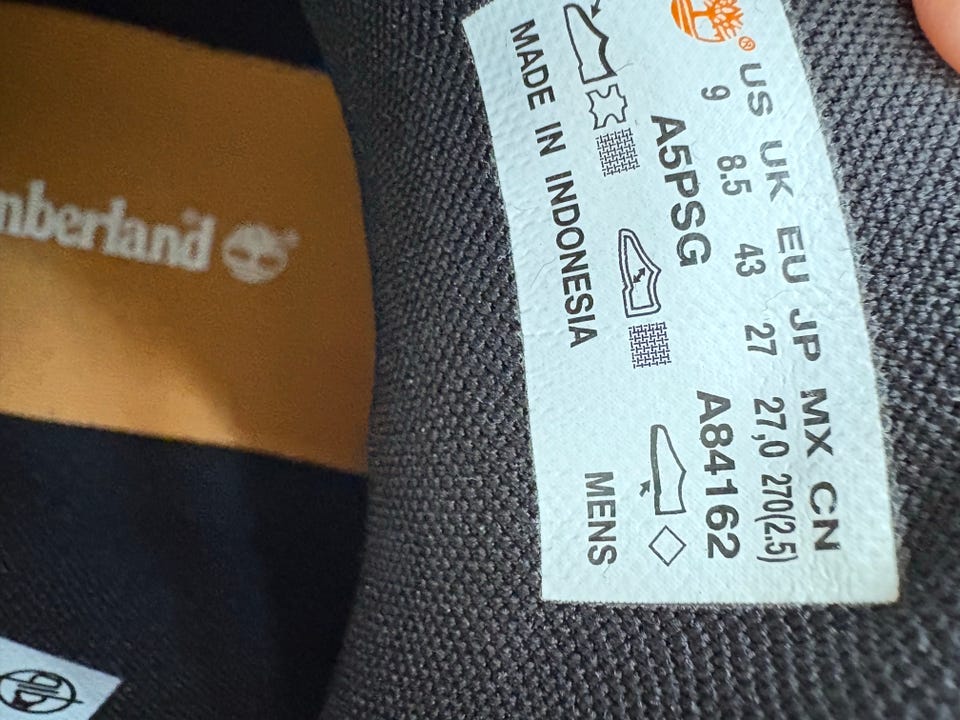 mberland
US UK EU JP MX CN
9 8.5 43 27 27,0 270(2.5)
A5PSG A84162
MADE IN INDONESIA MENS